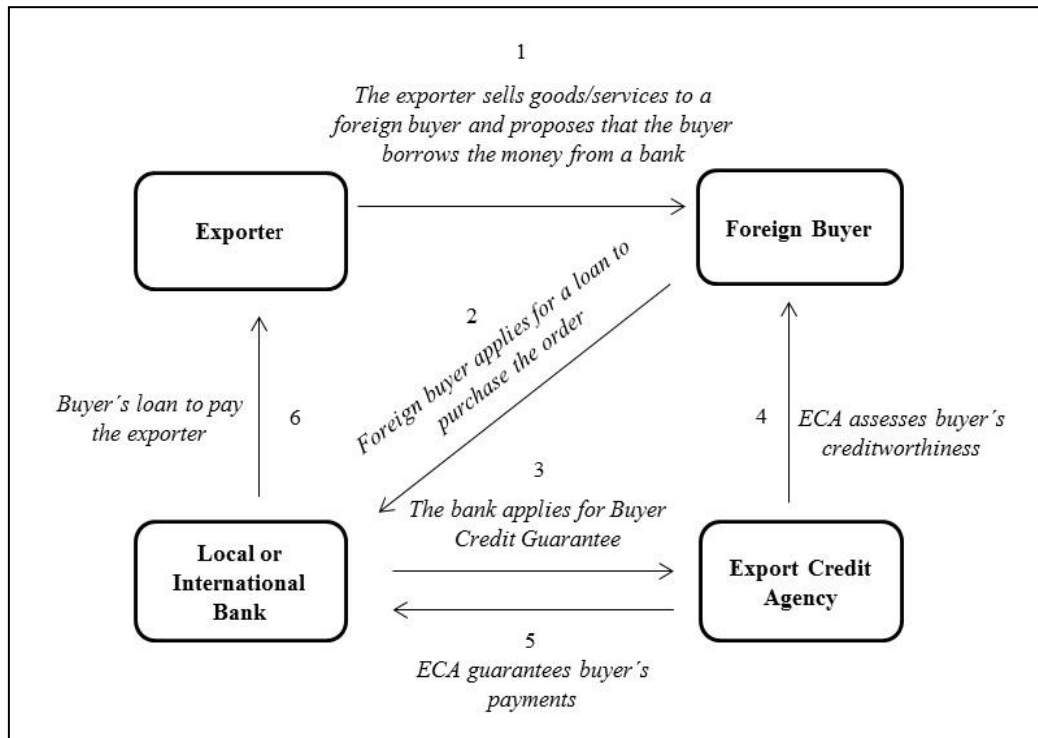 1
The exporter sells goods/services to a
foreign buyer and proposes that the buyer
borrows the money from a bank
Exporter
Foreign Buyer
2
Foreign buyer applies for a loan to
purchase the order
Buyer´s loan to pay
the exporter
6
4
ECA assesses buyer´s
creditworthiness
3
The bank applies for Buyer
Credit Guarantee
Local or
International
Bank
Export Credit
Agency
5
ECA guarantees buyer´s
payments